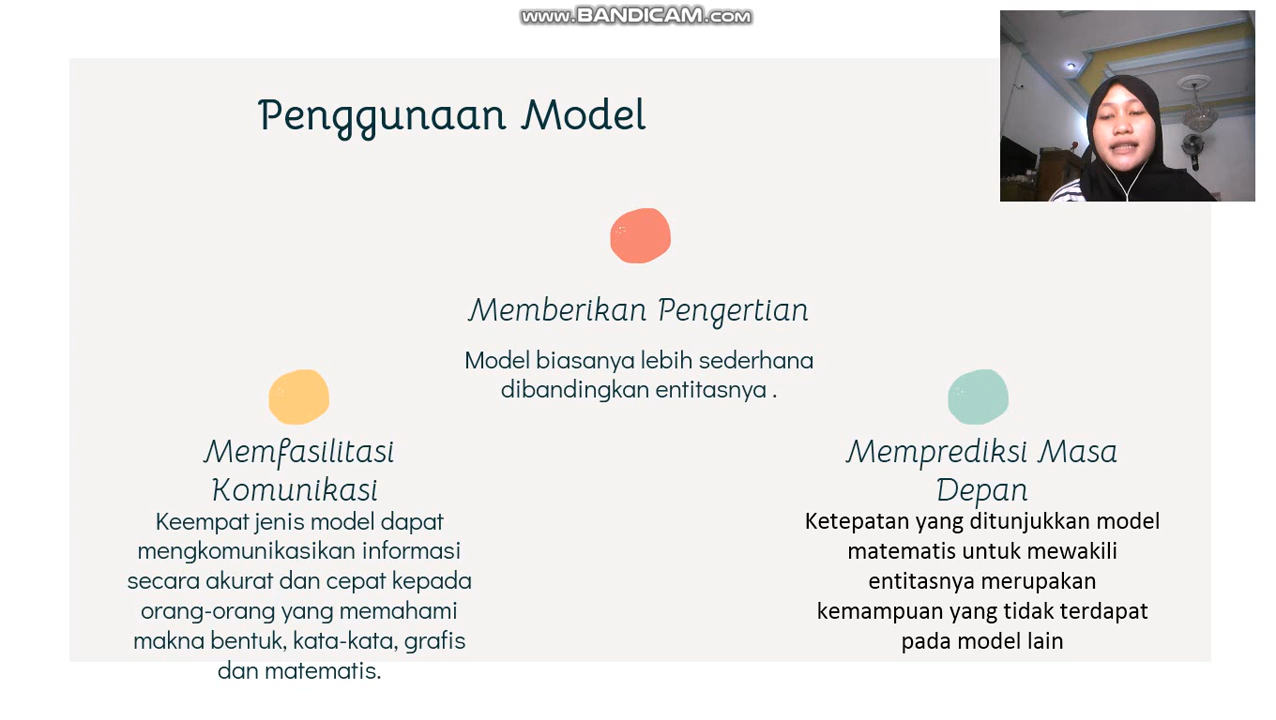 www.BANDICAM.com
Penggunaan Model
Memberikan Pengertian
Model biasanya lebih sederhana
dibandingkan entitasnya .
Memfasilitasi
Komunikasi
Keempat jenis model dapat
mengkomunikasikan informasi
secara akurat dan cepat kepada
orang-orang yang memahami
makna bentuk, kata-kata, grafis
dan matematis.
Memprediksi Masa
Depan
Ketepatan yang ditunjukkan model
matematis untuk mewakili
entitasnya merupakan
kemampuan yang tidak terdapat
pada model lain